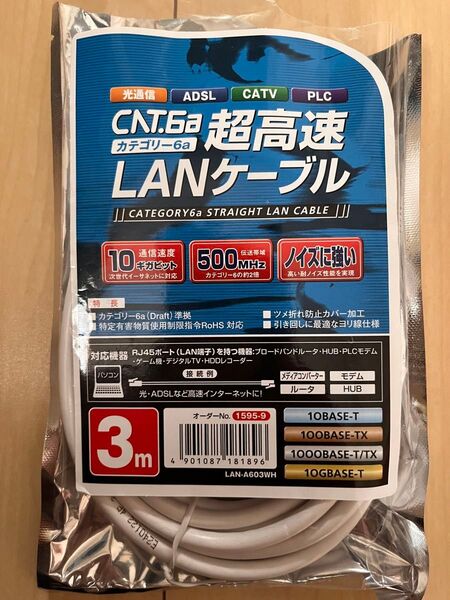 光通信 ADSL CATV PLC
CAT.6a 超高速
カテゴリー6a
LANケーブル
CATEGORY6a STRAIGHT LAN CABLE
10 通信速度 ギガビット
次世代イーサネットに対応
500 伝送帯域 MHz
カテゴリー6の約2倍
ノイズに強い
高い耐ノイズ性能を実現
特長
カテゴリー6a(Draft)準拠
特定有害物質使用制限指令RoHS 対応
ツメ折れ防止カバー加工
引き回しに最適なヨリ線仕様
対応機器 RJ45ポート(LAN端子)を持つ機器:ブロードバンドルータ・HUB・PLCモデム
・ゲーム機・デジタルTV・HDDレコーダー
パソコン 接続例 メディアコンバーター モデム
ルータ HUB
光・ADSLなど高速インターネットに!
3m
オーダーNo. 1595-9
4 901087 181896
LAN-A603WH
10BASE-T
100BASE-TX
1000BASE-T/TX
10GBASE-T